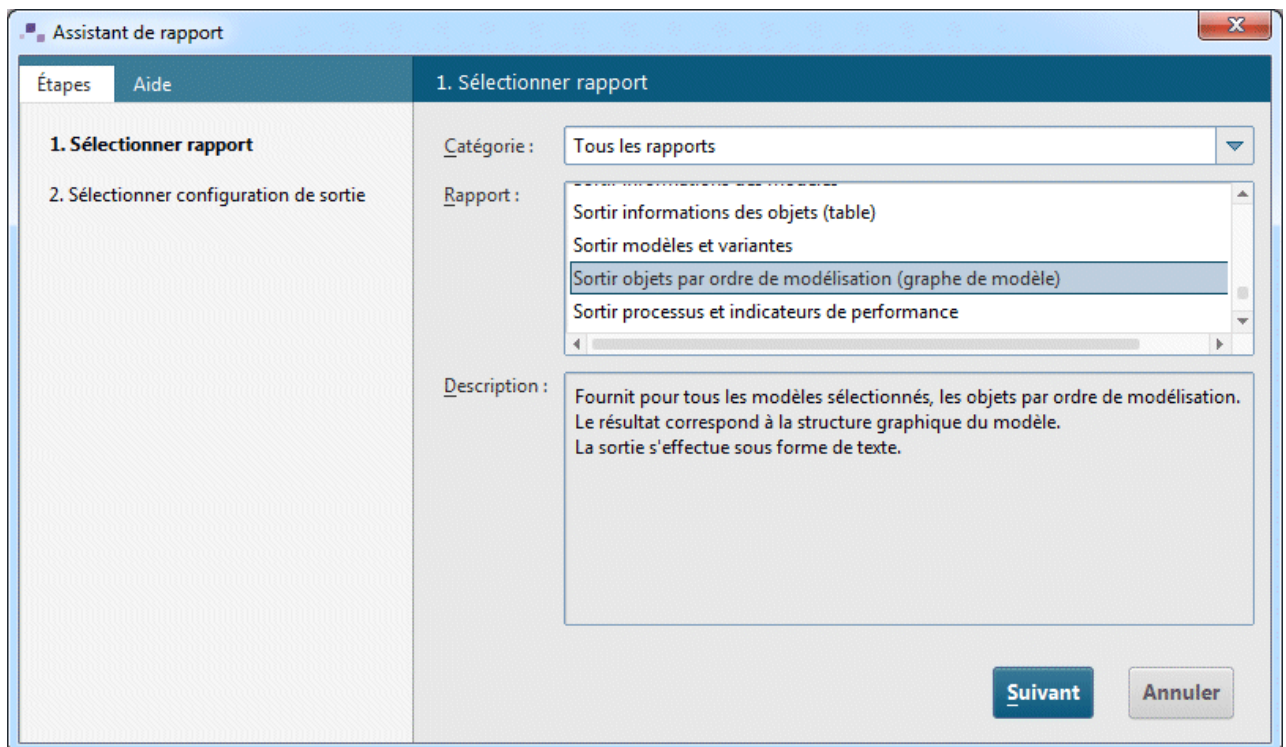 Assistant de rapport
Étapes
Aide
1. Sélectionner rapport
2. Sélectionner configuration de sortie
1. Sélectionner rapport
Catégorie :
Tous les rapports
Rapport :
Sortir informations des objets (table)
Sortir modèles et variantes
Sortir objets par ordre de modélisation (graphe de modèle)
Sortir processus et indicateurs de performance
Description :
Fournit pour tous les modèles sélectionnés, les objets par ordre de modélisation.
Le résultat correspond à la structure graphique du modèle.
La sortie s'effectue sous forme de texte.
Suivant
Annuler